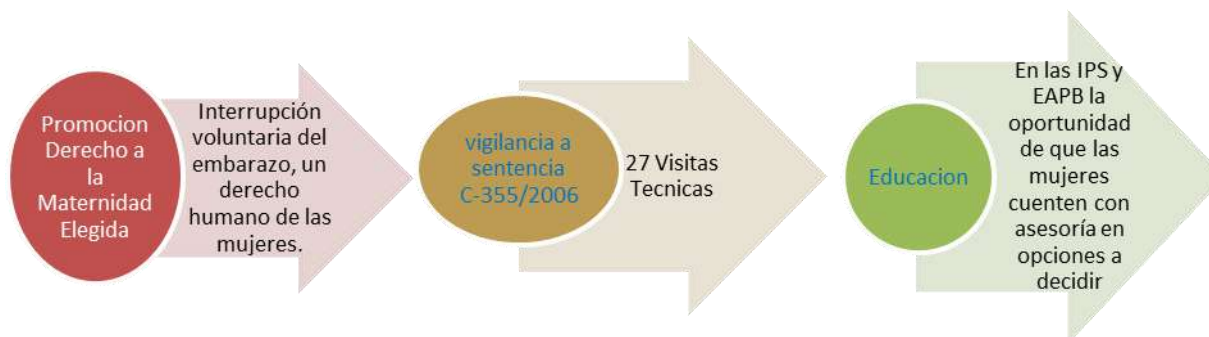 Promocion
Derecho a
la
Maternidad
Elegida
Interrupción
voluntaria del
embarazo, un
derecho
humano de las
mujeres.
vigilancia a
sentencia
C-355/2006
27 Visitas
Tecnicas
Educacion
En las IPS y
EAPB la
oportunidad
de que las
mujeres
cuenten con
asesoría en
opciones a
decidir